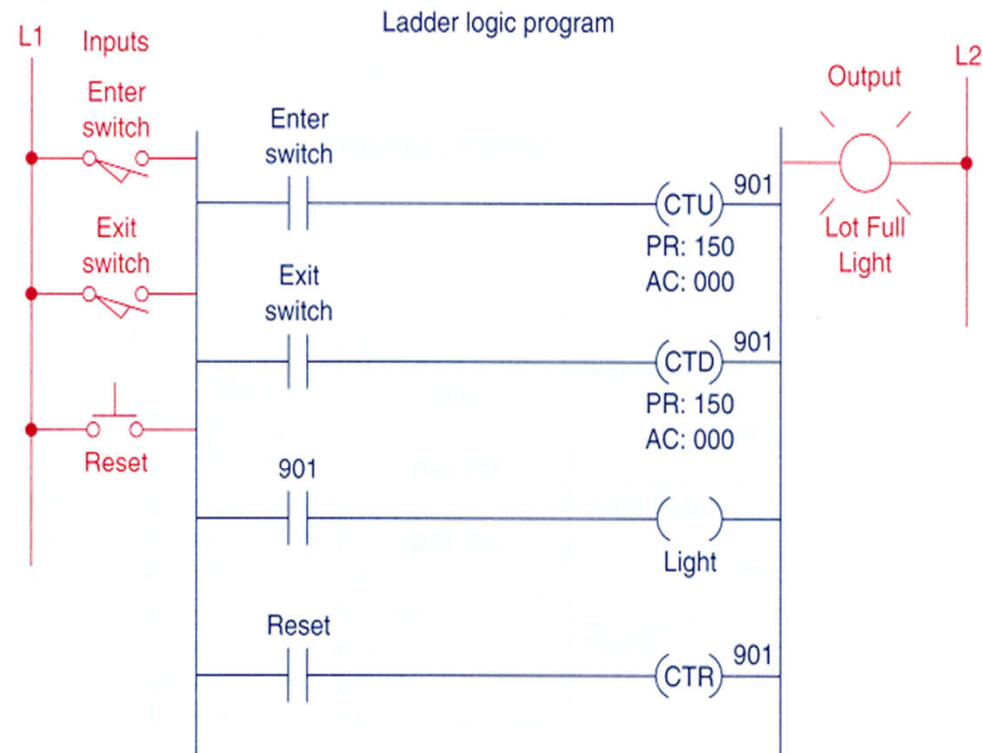 Ladder logic program
L1
Inputs
L2
Output
Enter
switch
Enter
switch
901
CTU
PR: 150
AC: 000
Lot Full
Light
Exit
switch
Exit
switch
901
CTD
PR: 150
AC: 000
Reset
901
Light
Reset
901
CTR